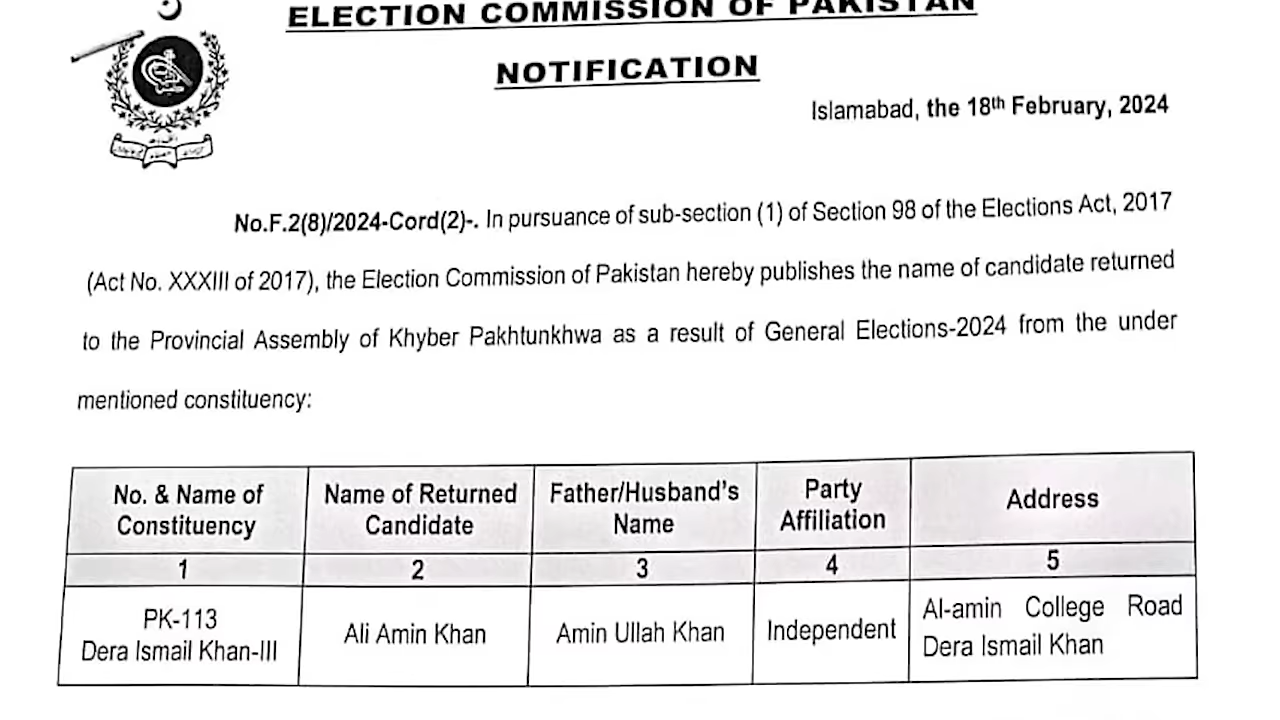 ELECTION COMMISSION OF PAKISTAN
NOTIFICATION
Islamabad, the 18th February, 2024
No.F.2(8)/2024-Cord(2)-. In pursuance of sub-section (1) of Section 98 of the Elections Act, 2017
(Act No. XXXIII of 2017), the Election Commission of Pakistan hereby publishes the name of candidate returned
to the Provincial Assembly of Khyber Pakhtunkhwa as a result of General Elections-2024 from the under
mentioned constituency:
No. & Name of Constituency
Name of Returned Candidate
Father/Husband's Name
Party Affiliation
Address
1
2
3
4
5
PK-113
Dera Ismail Khan-III
Ali Amin Khan
Amin Ullah Khan
Independent
Al-amin College Road
Dera Ismail Khan